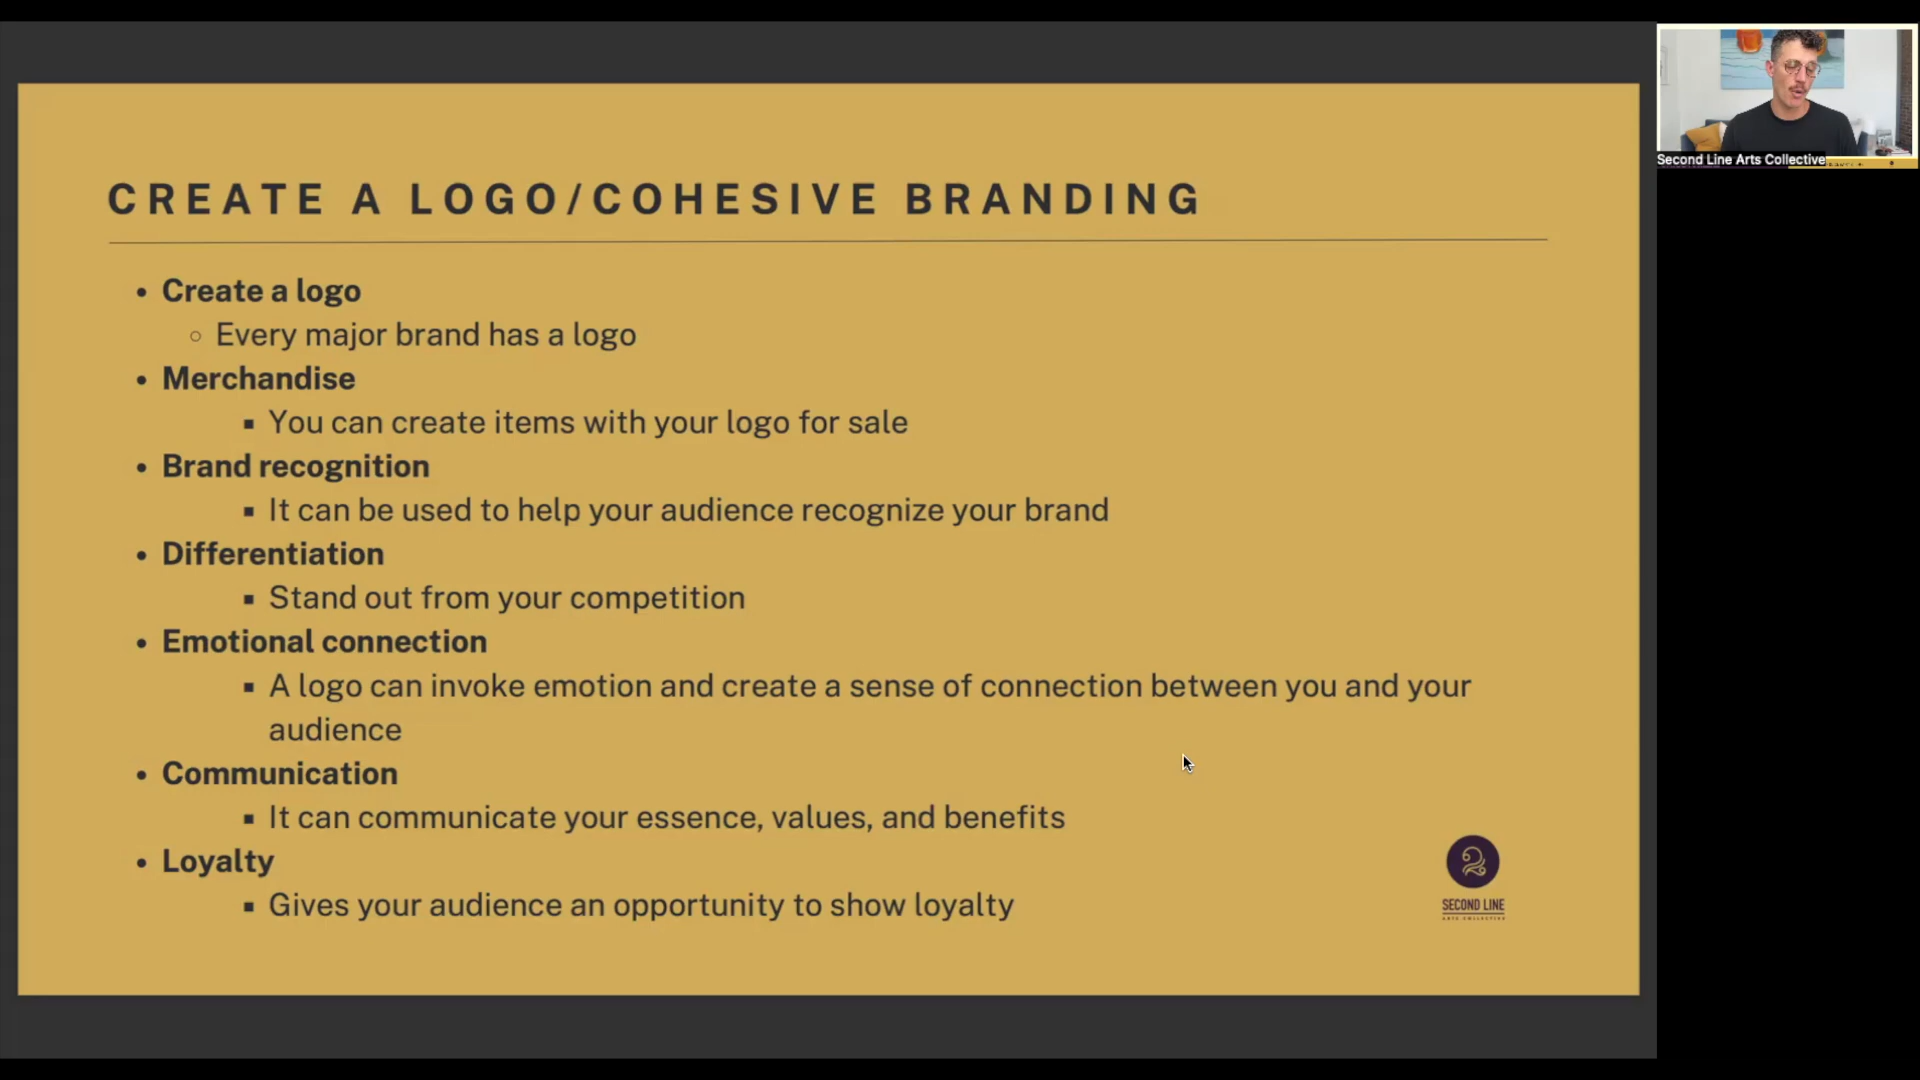 CREATE A LOGO/COHESIVE BRANDING
• Create a logo
○ Every major brand has a logo
• Merchandise
▪ You can create items with your logo for sale
• Brand recognition
▪ It can be used to help your audience recognize your brand
• Differentiation
▪ Stand out from your competition
• Emotional connection
▪ A logo can invoke emotion and create a sense of connection between you and your
audience
• Communication
▪ It can communicate your essence, values, and benefits
• Loyalty
▪ Gives your audience an opportunity to show loyalty
SECOND LINE
ARTS COLLECTIVE
Second Line Arts Collective